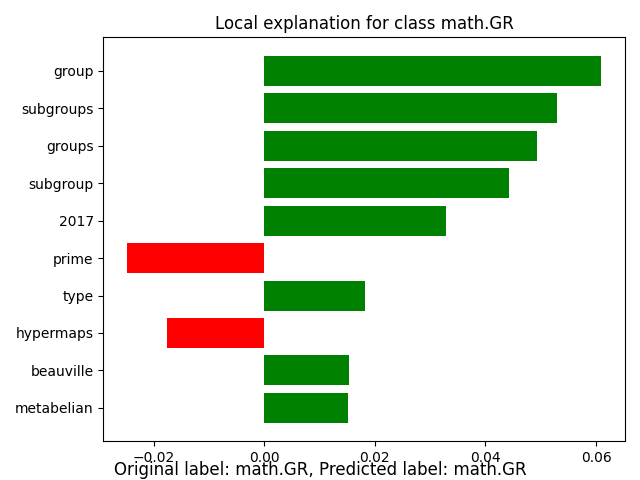 Local explanation for class math.GR
group
subgroups
groups
subgroup
2017
prime
type
hypermaps
beauville
metabelian
−0.02 0.00 0.02 0.04 0.06
Original label: math.GR, Predicted label: math.GR